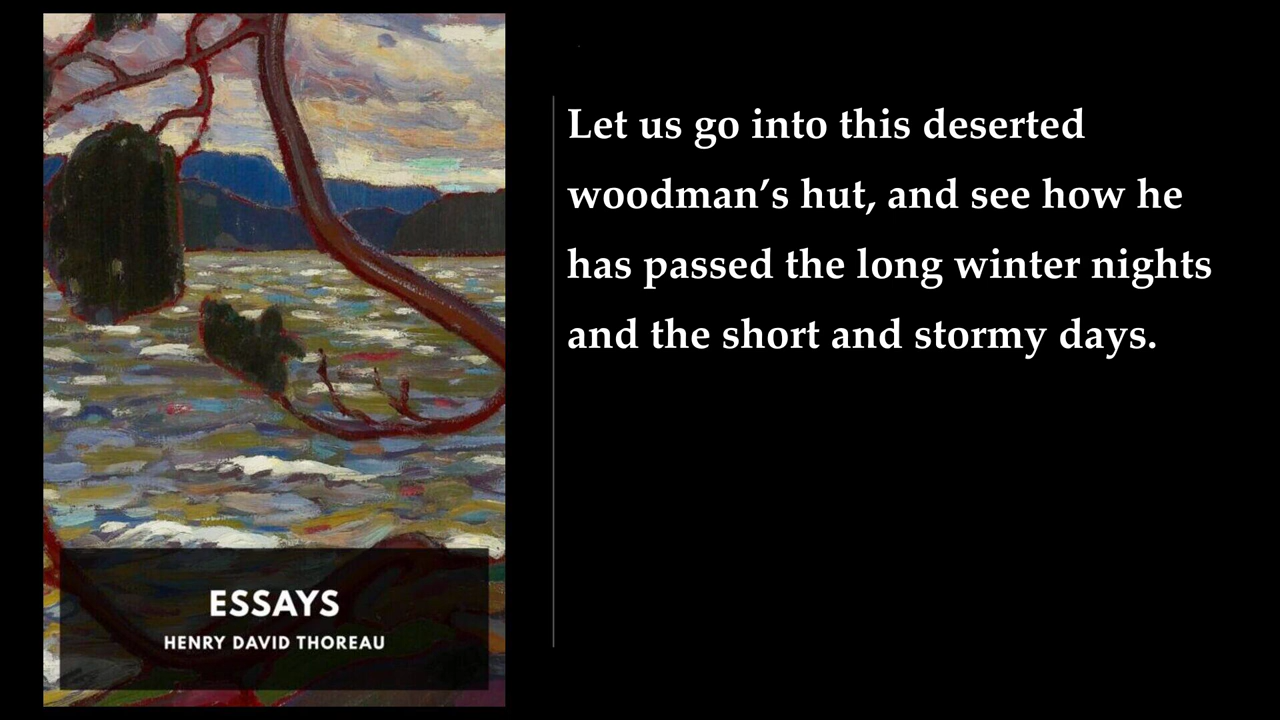 Let us go into this deserted
woodman’s hut, and see how he
has passed the long winter nights
and the short and stormy days.
ESSAYS
HENRY DAVID THOREAU